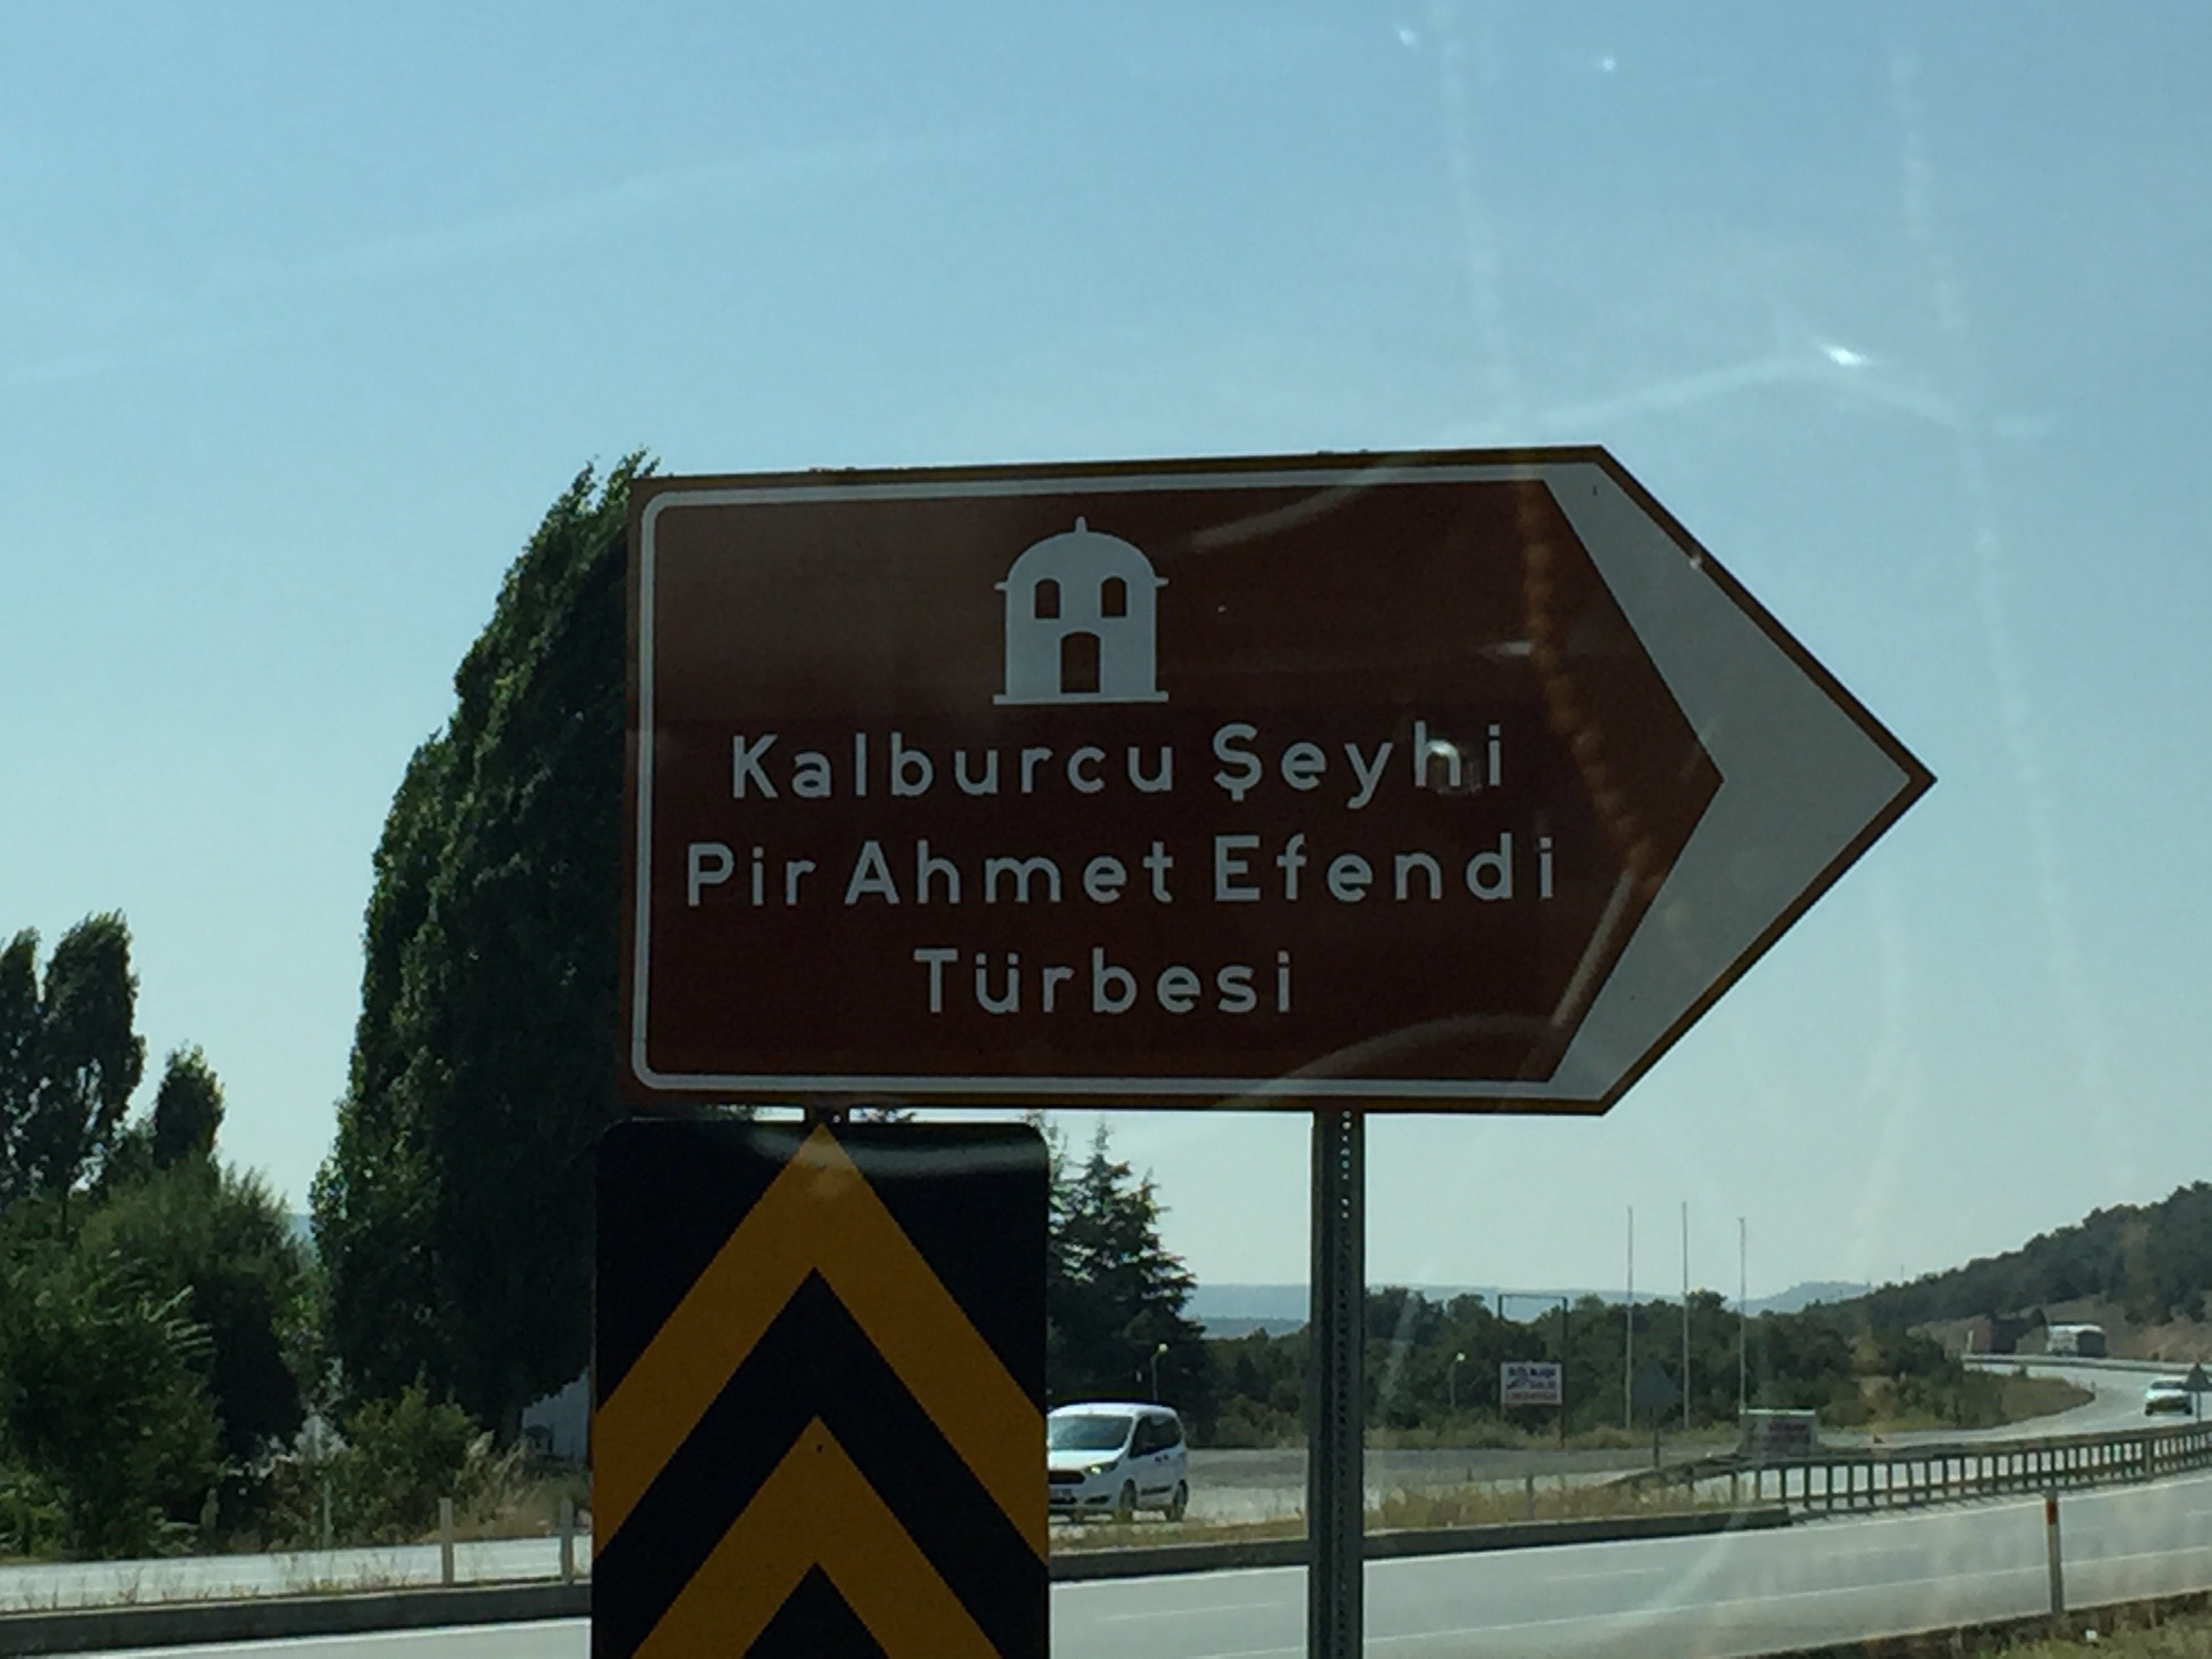 Kalburcu Şeyhi
Pir Ahmet Efendi
Türbesi